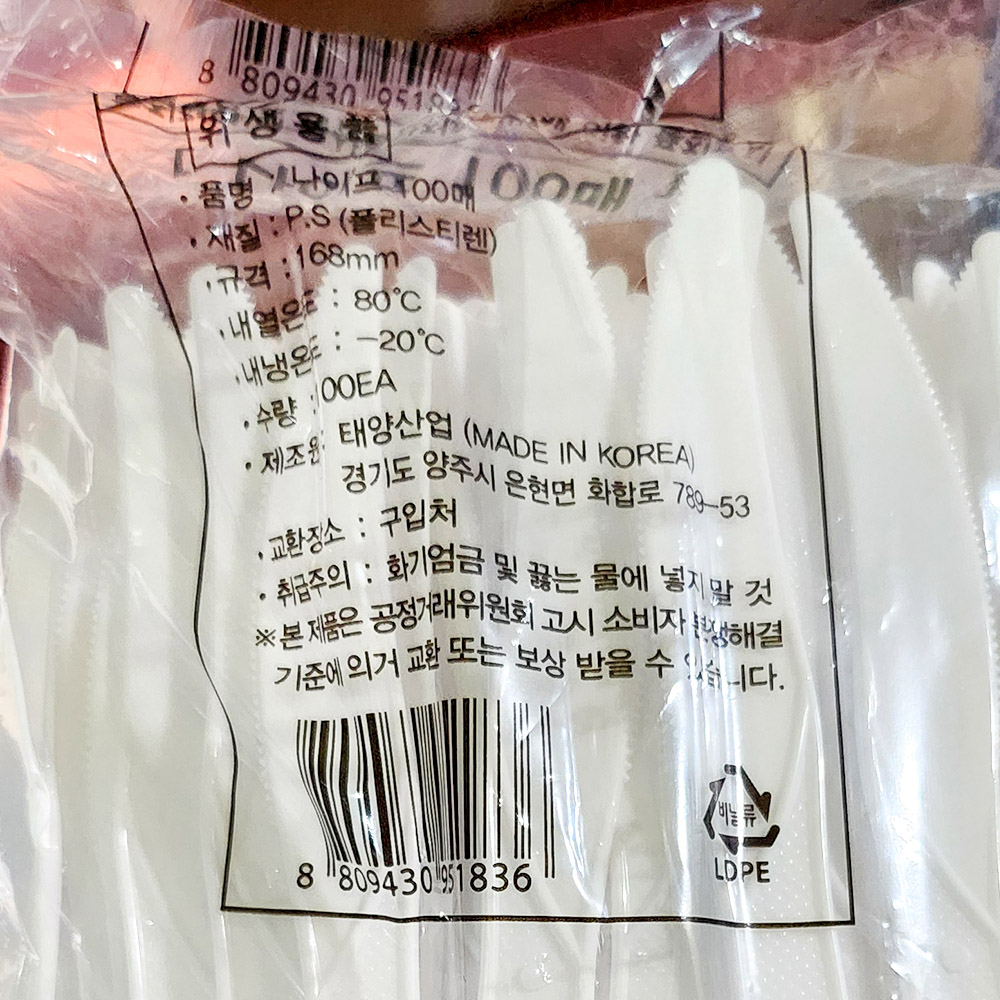 8 809430 951836
위생용품
100매
· 품명 : 나이프 100매
· 재질 : P.S (폴리스티렌)
· 규격 : 168mm
· 내열온도 : 80℃
· 내냉온도 : -20℃
· 수량 : 00EA
· 제조원 태양산업 (MADE IN KOREA)
경기도 양주시 은현면 화합로 789-53
· 교환장소 : 구입처
· 취급주의 : 화기엄금 및 끓는 물에 넣지 말 것
※ 본 제품은 공정거래위원회 고시 소비자 분쟁해결
기준에 의거 교환 또는 보상 받을 수 있습니다.
비닐류
LDPE
8 809430 951836